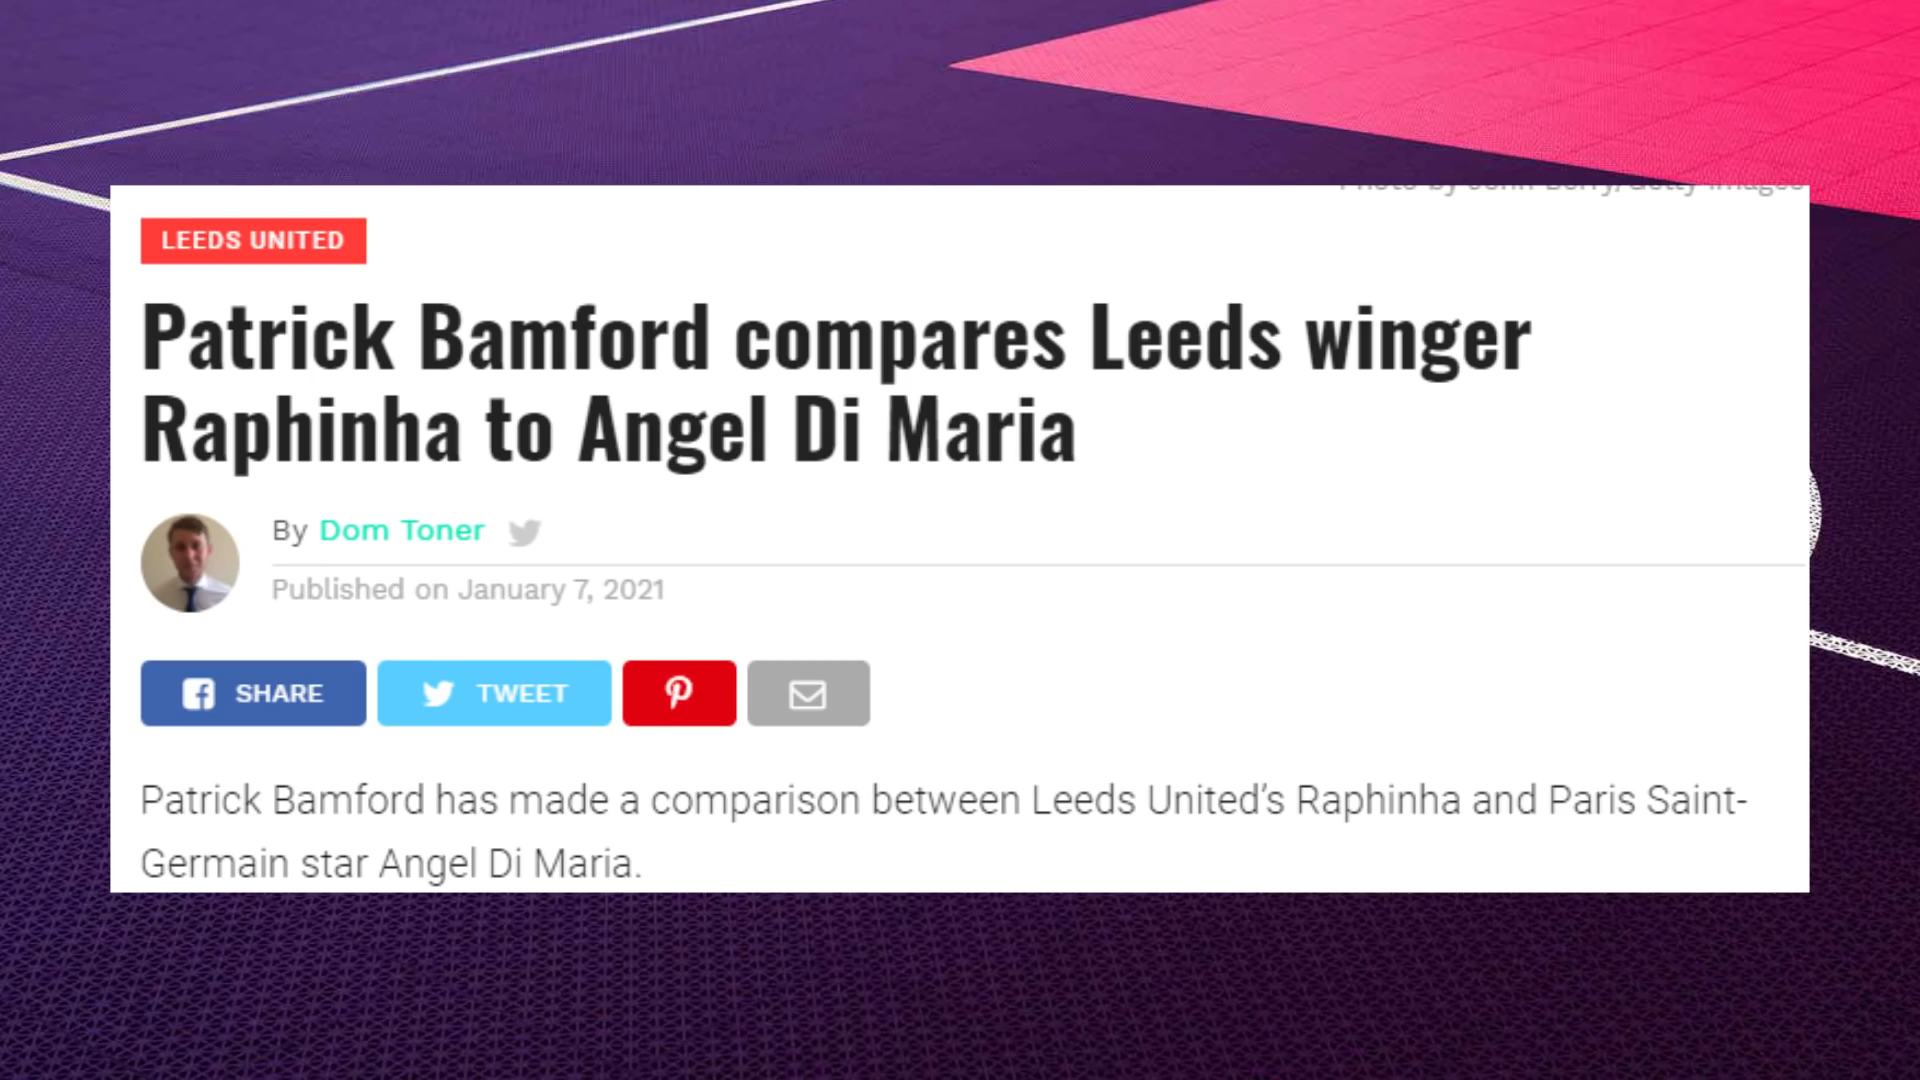 LEEDS UNITED
Patrick Bamford compares Leeds winger
Raphinha to Angel Di Maria
By Dom Toner
Published on January 7, 2021
SHARE TWEET
Patrick Bamford has made a comparison between Leeds United’s Raphinha and Paris Saint-
Germain star Angel Di Maria.